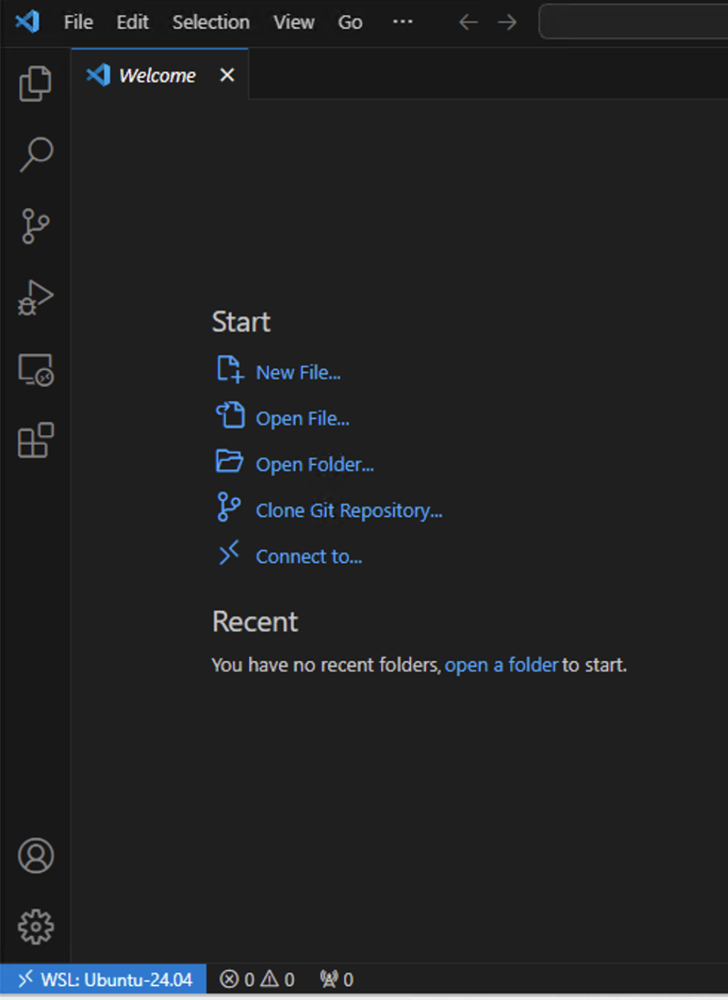 File Edit Selection View Go ...
Welcome
Start
New File...
Open File...
Open Folder...
Clone Git Repository...
Connect to...
Recent
You have no recent folders, open a folder to start.
WSL: Ubuntu-24.04 0 0 0